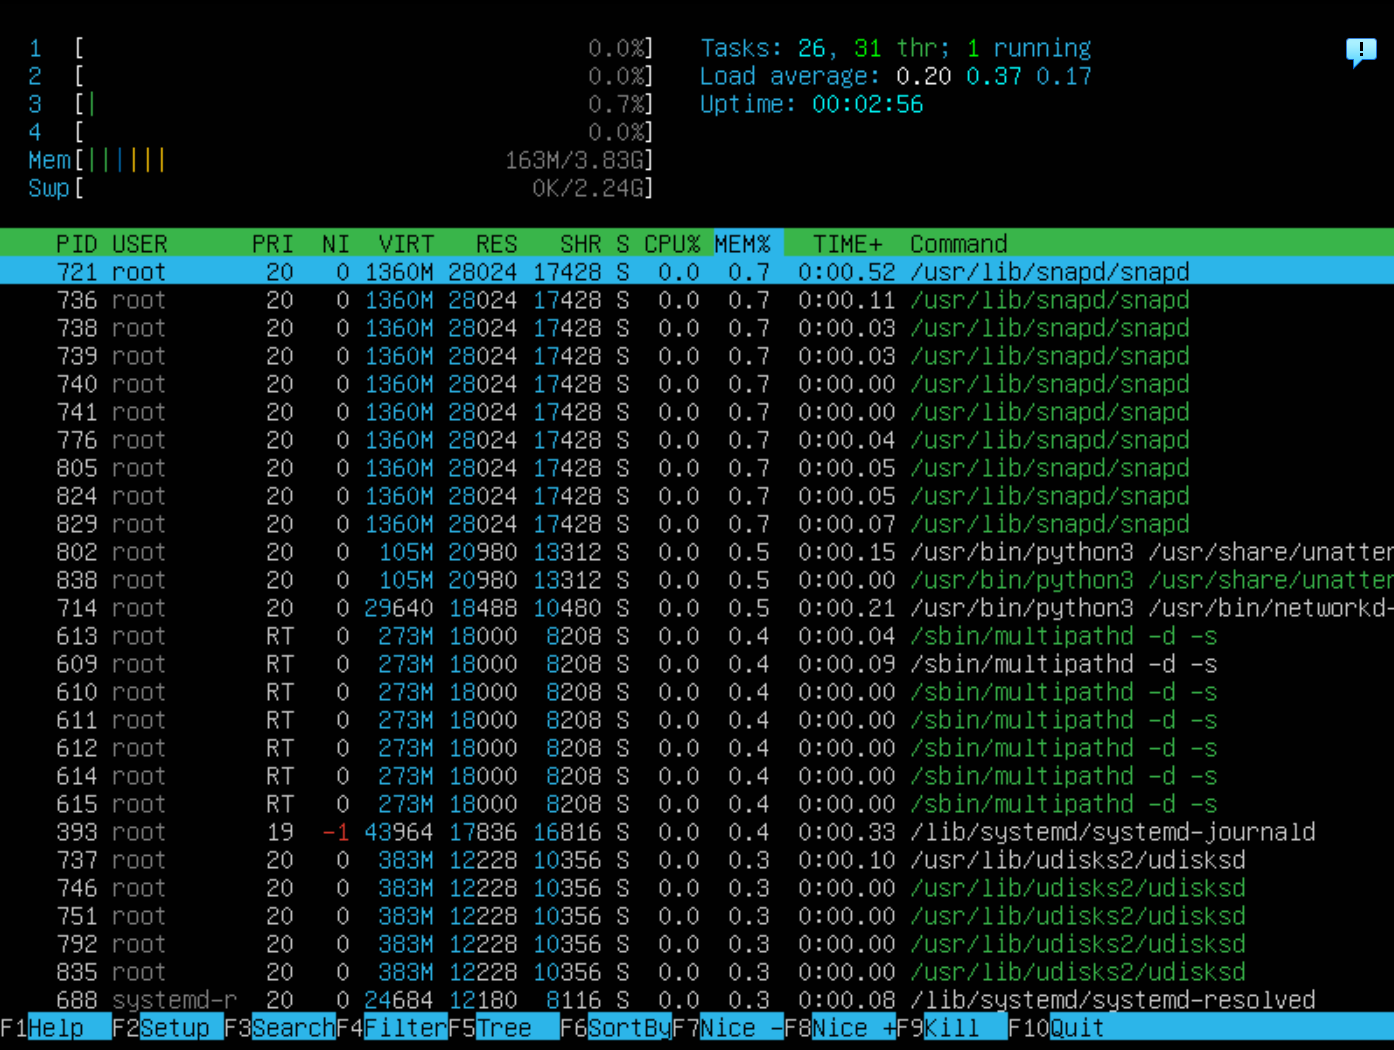 1 [ 0.0%] Tasks: 26, 31 thr; 1 running
2 [ 0.0%] Load average: 0.20 0.37 0.17
3 [| 0.7%] Uptime: 00:02:56
4 [ 0.0%]
Mem[|||||| 163M/3.83G]
Swp[ 0K/2.24G]
!
PID USER PRI NI VIRT RES SHR S CPU% MEM% TIME+ Command
721 root 20 0 1360M 28024 17428 S 0.0 0.7 0:00.52 /usr/lib/snapd/snapd
736 root 20 0 1360M 28024 17428 S 0.0 0.7 0:00.11 /usr/lib/snapd/snapd
738 root 20 0 1360M 28024 17428 S 0.0 0.7 0:00.03 /usr/lib/snapd/snapd
739 root 20 0 1360M 28024 17428 S 0.0 0.7 0:00.03 /usr/lib/snapd/snapd
740 root 20 0 1360M 28024 17428 S 0.0 0.7 0:00.00 /usr/lib/snapd/snapd
741 root 20 0 1360M 28024 17428 S 0.0 0.7 0:00.00 /usr/lib/snapd/snapd
776 root 20 0 1360M 28024 17428 S 0.0 0.7 0:00.04 /usr/lib/snapd/snapd
805 root 20 0 1360M 28024 17428 S 0.0 0.7 0:00.05 /usr/lib/snapd/snapd
824 root 20 0 1360M 28024 17428 S 0.0 0.7 0:00.05 /usr/lib/snapd/snapd
829 root 20 0 1360M 28024 17428 S 0.0 0.7 0:00.07 /usr/lib/snapd/snapd
802 root 20 0 105M 20980 13312 S 0.0 0.5 0:00.15 /usr/bin/python3 /usr/share/unatter
838 root 20 0 105M 20980 13312 S 0.0 0.5 0:00.00 /usr/bin/python3 /usr/share/unatter
714 root 20 0 29640 18488 10480 S 0.0 0.5 0:00.21 /usr/bin/python3 /usr/bin/networkd-
613 root RT 0 273M 18000 8208 S 0.0 0.4 0:00.04 /sbin/multipathd -d -s
609 root RT 0 273M 18000 8208 S 0.0 0.4 0:00.09 /sbin/multipathd -d -s
610 root RT 0 273M 18000 8208 S 0.0 0.4 0:00.00 /sbin/multipathd -d -s
611 root RT 0 273M 18000 8208 S 0.0 0.4 0:00.00 /sbin/multipathd -d -s
612 root RT 0 273M 18000 8208 S 0.0 0.4 0:00.00 /sbin/multipathd -d -s
614 root RT 0 273M 18000 8208 S 0.0 0.4 0:00.00 /sbin/multipathd -d -s
615 root RT 0 273M 18000 8208 S 0.0 0.4 0:00.00 /sbin/multipathd -d -s
393 root 19 -1 43964 17836 16816 S 0.0 0.4 0:00.33 /lib/systemd/systemd-journald
737 root 20 0 383M 12228 10356 S 0.0 0.3 0:00.10 /usr/lib/udisks2/udisksd
746 root 20 0 383M 12228 10356 S 0.0 0.3 0:00.00 /usr/lib/udisks2/udisksd
751 root 20 0 383M 12228 10356 S 0.0 0.3 0:00.00 /usr/lib/udisks2/udisksd
792 root 20 0 383M 12228 10356 S 0.0 0.3 0:00.00 /usr/lib/udisks2/udisksd
835 root 20 0 383M 12228 10356 S 0.0 0.3 0:00.00 /usr/lib/udisks2/udisksd
688 systemd-r 20 0 24684 12180 8116 S 0.0 0.3 0:00.08 /lib/systemd/systemd-resolved
F1Help F2Setup F3SearchF4FilterF5Tree F6SortByF7Nice -F8Nice +F9Kill F10Quit